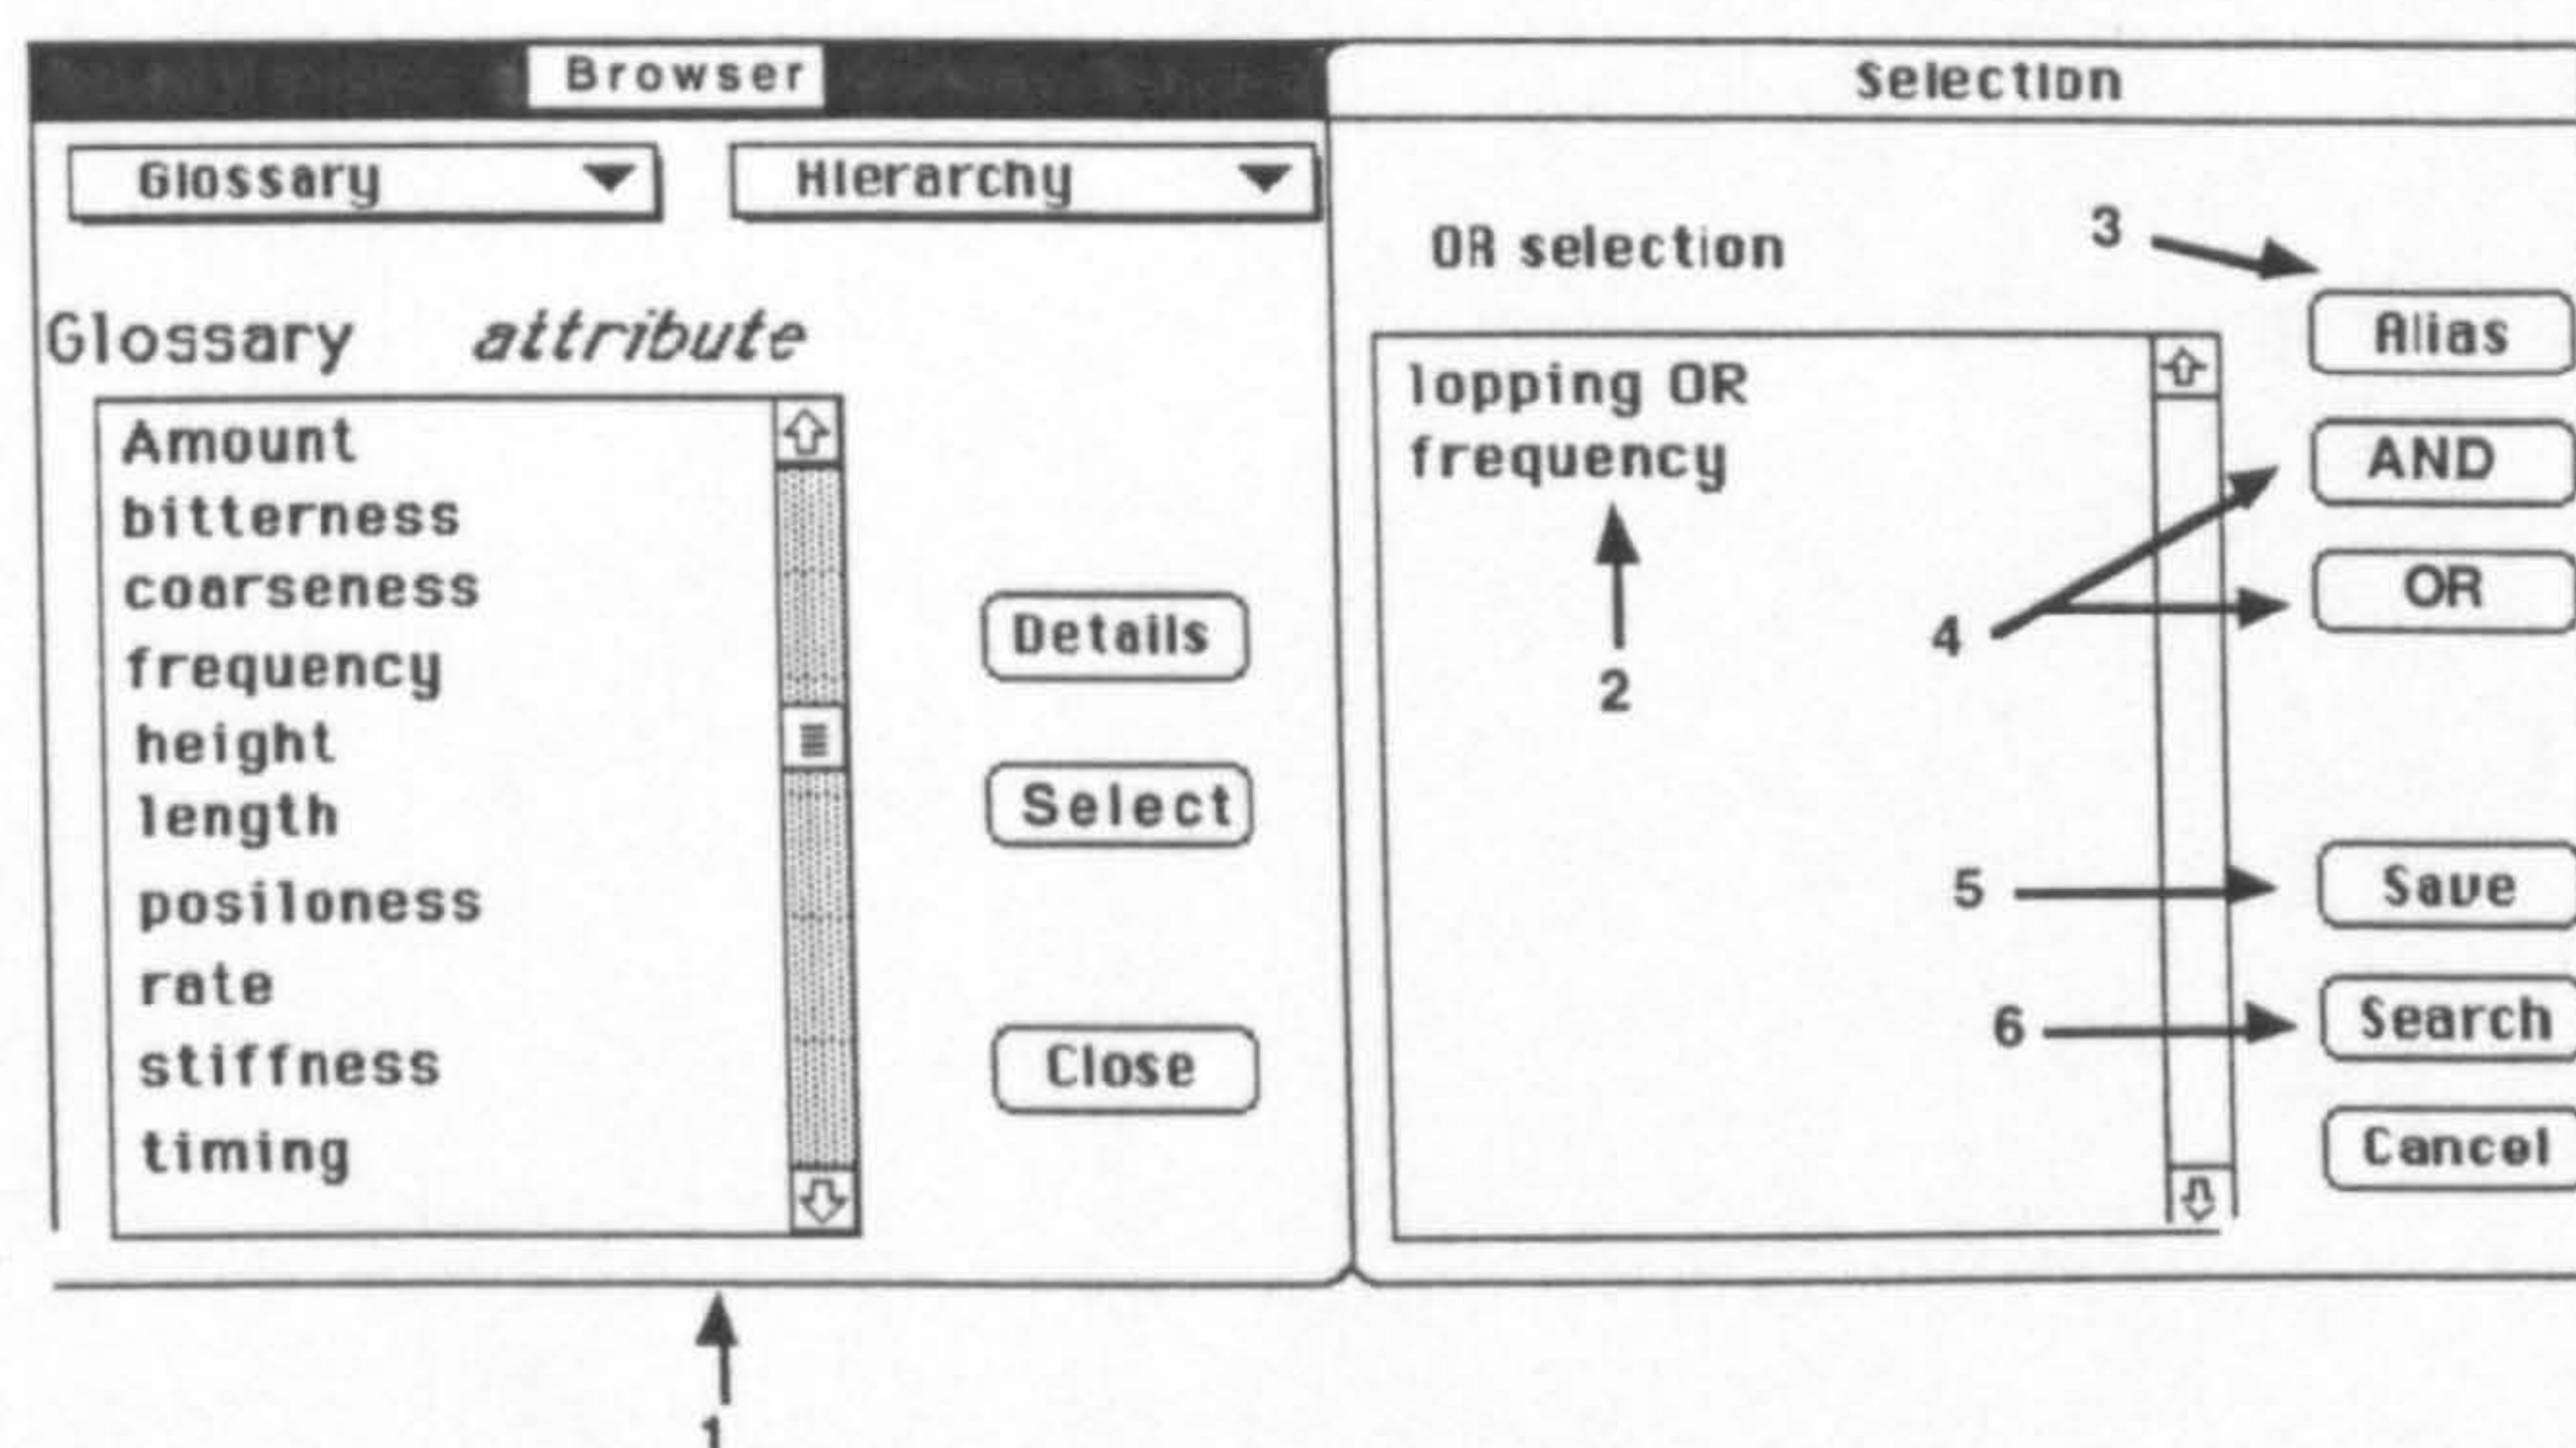 Browser
Selection
Glossary
Hierarchy
OR selection
3
Glossary attribute
Alias
Amount
bitterness
coarseness
frequency
height
length
posiloness
rate
stiffness
timing
Details
Select
Close
lopping OR
frequency
2
AND
OR
4
5
Save
6
Search
Cancel
1